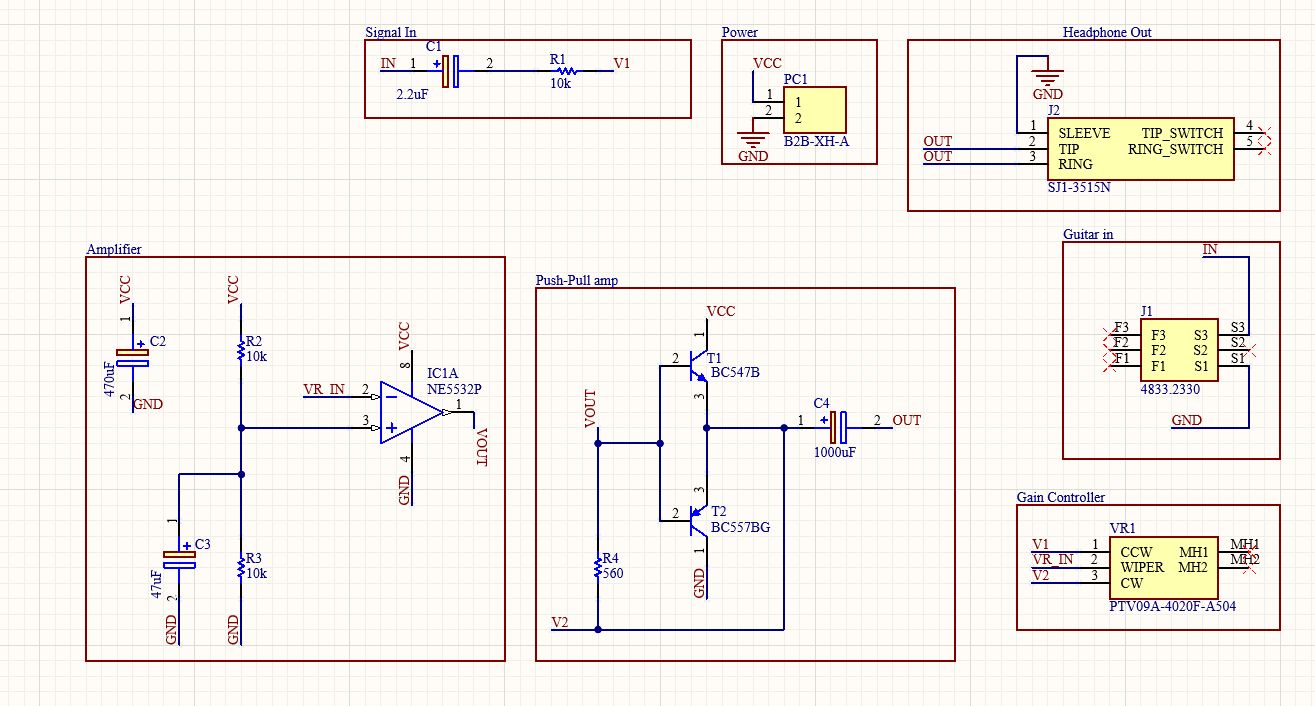 Signal In
C1
IN 1 2
R1
V1
2.2uF
10k
Power
VCC
PC1
1
1
2
2
B2B-XH-A
GND
Headphone Out
GND
J2
1 SLEEVE TIP_SWITCH 4
OUT 2 TIP RING_SWITCH 5
OUT 3 RING
SJ1-3515N
Guitar in
IN
J1
F3 F3 S3 S3
F2 F2 S2 S2
F1 F1 S1 S1
4833.2330
GND
Amplifier
VCC
1
C2
470uF
2
GND
VCC
R2
10k
VCC
8
IC1A
NE5532P
VR_IN 2
1
3
VOUT
4
GND
1
C3
47uF
2
GND
R3
10k
GND
Push-Pull amp
VCC
1
2
T1
BC547B
3
VOUT
C4
1 2 OUT
1000uF
3
2
T2
BC557BG
1
GND
R4
560
V2
Gain Controller
VR1
V1 1 CCW MH1 MH1
VR_IN 2 WIPER MH2 MH2
V2 3 CW
PTV09A-4020F-A504